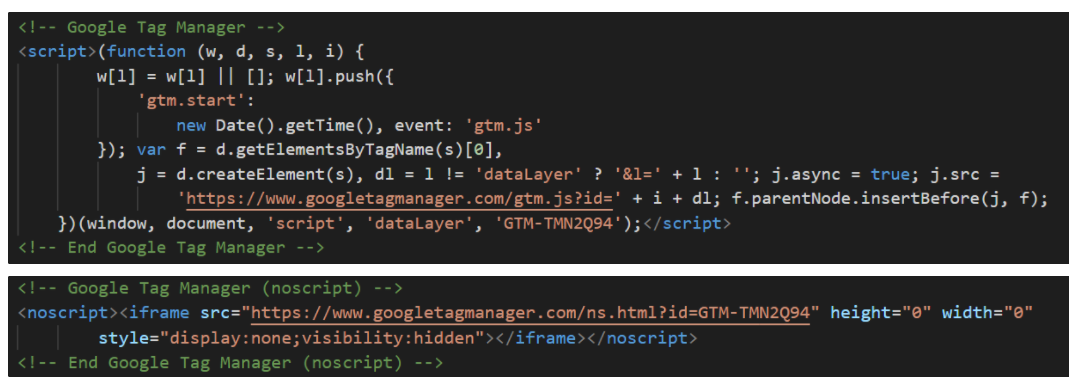 <!-- Google Tag Manager -->
<script>(function (w, d, s, l, i) {
w[l] = w[l] || []; w[l].push({
'gtm.start':
new Date().getTime(), event: 'gtm.js'
}); var f = d.getElementsByTagName(s)[0],
j = d.createElement(s), dl = l != 'dataLayer' ? '&l=' + l : ''; j.async = true; j.src =
'https://www.googletagmanager.com/gtm.js?id=' + i + dl; f.parentNode.insertBefore(j, f);
})(window, document, 'script', 'dataLayer', 'GTM-TMN2Q94');</script>
<!-- End Google Tag Manager -->
<!-- Google Tag Manager (noscript) -->
<noscript><iframe src="https://www.googletagmanager.com/ns.html?id=GTM-TMN2Q94" height="0" width="0"
style="display:none;visibility:hidden"></iframe></noscript>
<!-- End Google Tag Manager (noscript) -->